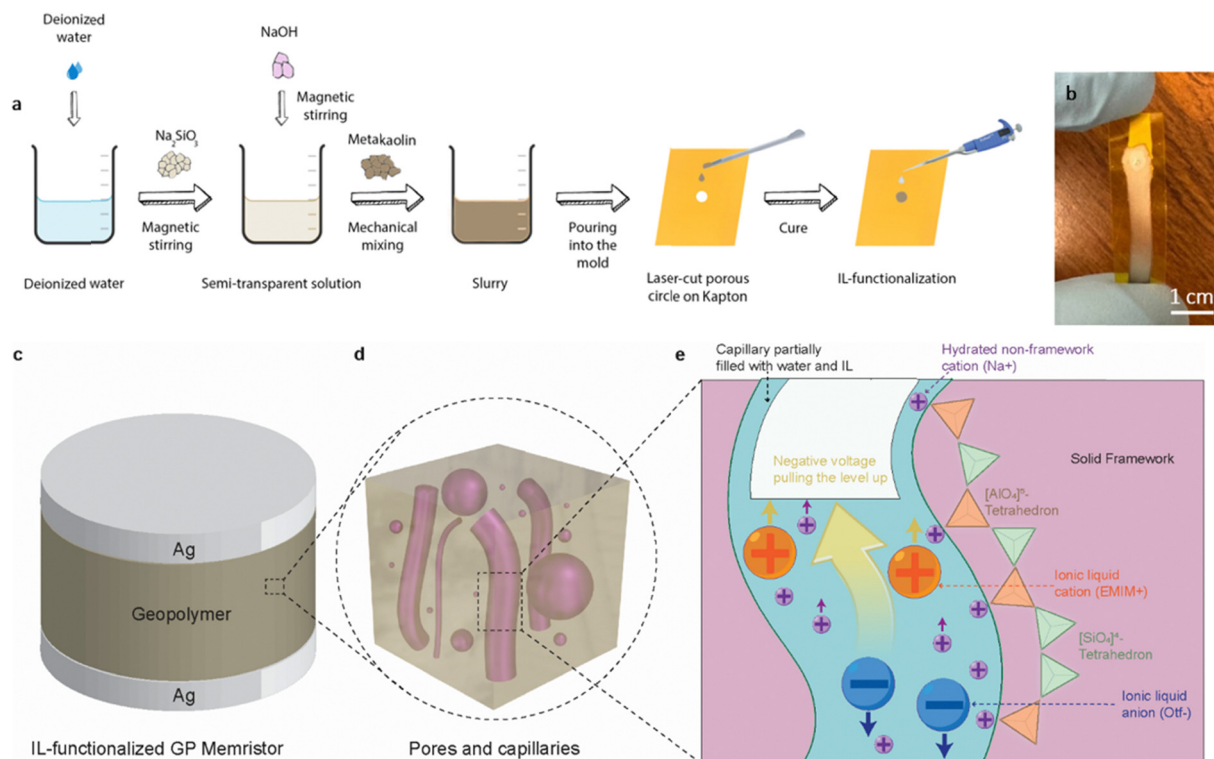 a
Deionized
water
NaOH
Magnetic
stirring
Na₂SiO₃
Magnetic
stirring
Metakaolin
Mechanical
mixing
Pouring
into the
mold
Cure
Deionized water
Semi-transparent solution
Slurry
Laser-cut porous
circle on Kapton
IL-functionalization
b
1 cm
c
Ag
Geopolymer
Ag
IL-functionalized GP Memristor
d
Pores and capillaries
e
Capillary partially
filled with water and IL
Hydrated non-framework
cation (Na+)
Negative voltage
pulling the level up
Solid Framework
[AlO₄]⁵-
Tetrahedron
Ionic liquid
cation (EMIM+)
[SiO₄]⁴-
Tetrahedron
Ionic liquid
anion (Otf-)